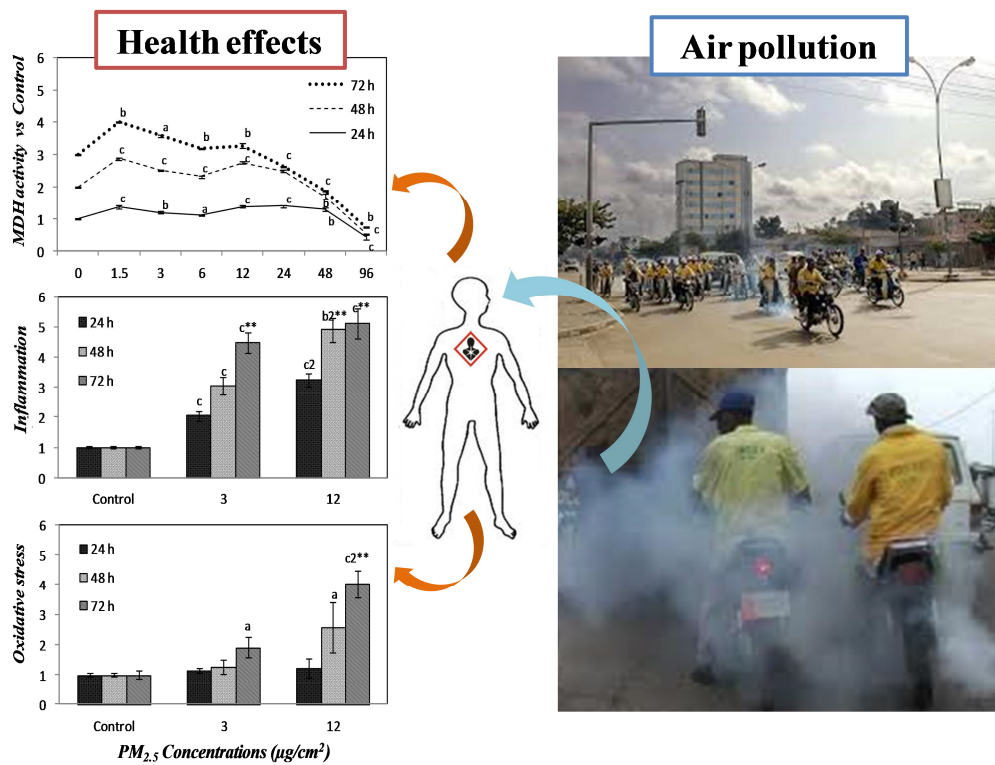 Health effects
Air pollution
MDH activity vs Control
6
5
4
3
2
1
0
72 h
48 h
24 h
b
a
b
b
c
c
c
c
c
c
c
c
b
a
c
c
c
b
b
b
c
c
0 1.5 3 6 12 24 48 96
Inflammation
6
5
4
3
2
1
0
24 h
48 h
72 h
c
c
c**
c2
b2**
c**
Control 3 12
Oxidative stress
6
5
4
3
2
1
0
24 h
48 h
72 h
a
a
c2**
Control 3 12
PM2.5 Concentrations (µg/cm²)